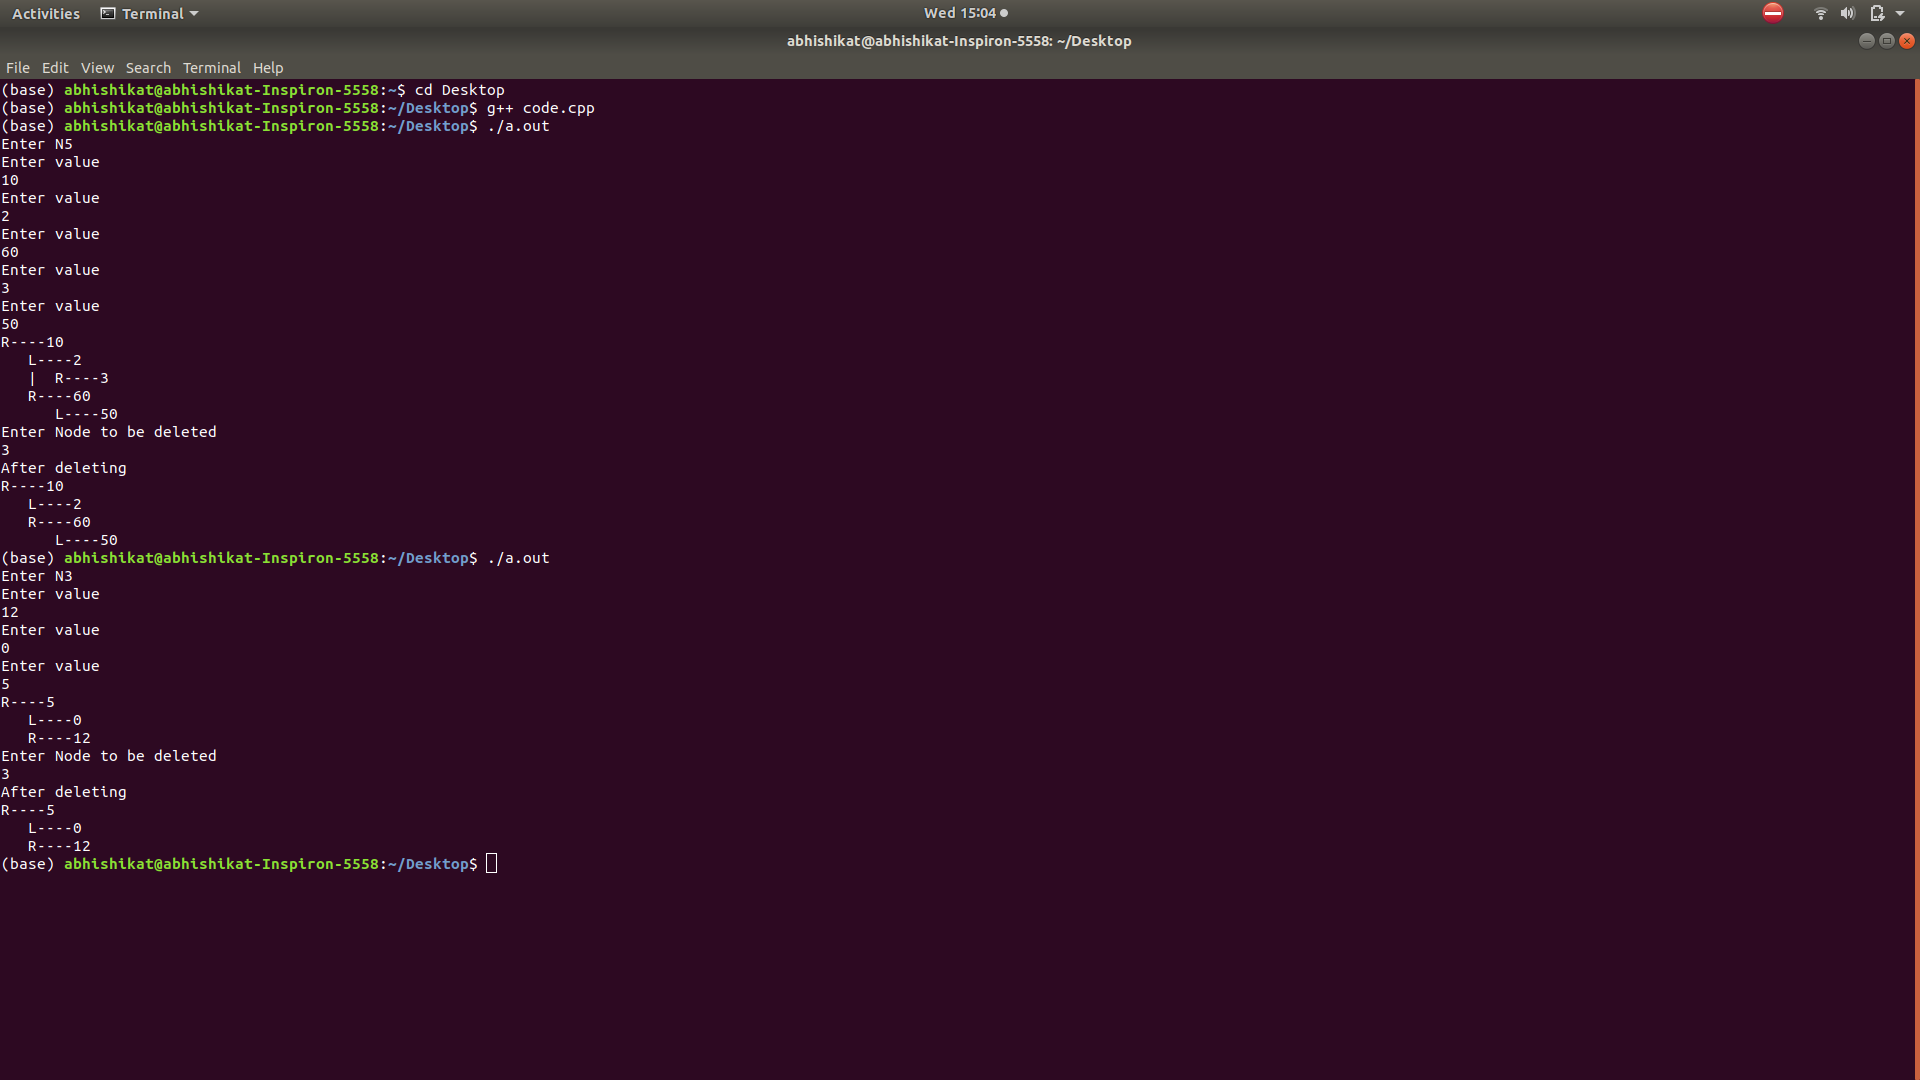 Activities Terminal Wed 15:04
abhishikat@abhishikat-Inspiron-5558: ~/Desktop
File Edit View Search Terminal Help
(base) abhishikat@abhishikat-Inspiron-5558:~$ cd Desktop
(base) abhishikat@abhishikat-Inspiron-5558:~/Desktop$ g++ code.cpp
(base) abhishikat@abhishikat-Inspiron-5558:~/Desktop$ ./a.out
Enter N5
Enter value
10
Enter value
2
Enter value
60
Enter value
3
Enter value
50
R----10
   L----2
   |  R----3
   R----60
      L----50
Enter Node to be deleted
3
After deleting
R----10
   L----2
   R----60
      L----50
(base) abhishikat@abhishikat-Inspiron-5558:~/Desktop$ ./a.out
Enter N3
Enter value
12
Enter value
0
Enter value
5
R----5
   L----0
   R----12
Enter Node to be deleted
3
After deleting
R----5
   L----0
   R----12
(base) abhishikat@abhishikat-Inspiron-5558:~/Desktop$